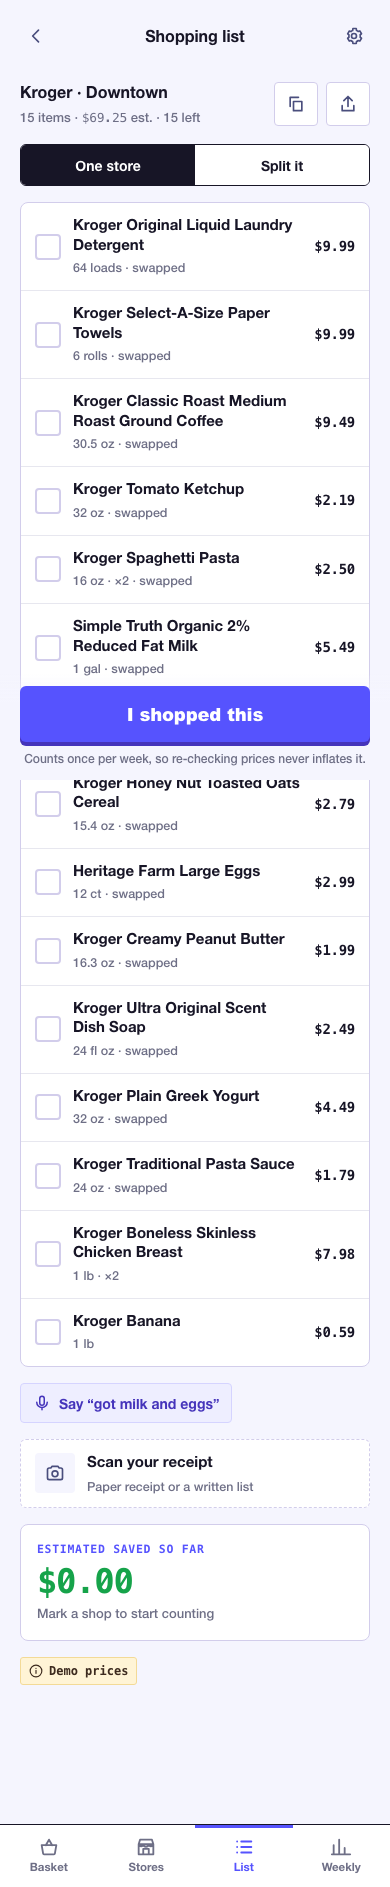 Shopping list
Kroger · Downtown
15 items · $69.25 est. · 15 left
One store
Split it
Kroger Original Liquid Laundry
Detergent
64 loads · swapped
$9.99
Kroger Select-A-Size Paper
Towels
6 rolls · swapped
$9.99
Kroger Classic Roast Medium
Roast Ground Coffee
30.5 oz · swapped
$9.49
Kroger Tomato Ketchup
32 oz · swapped
$2.19
Kroger Spaghetti Pasta
16 oz · ×2 · swapped
$2.50
Simple Truth Organic 2%
Reduced Fat Milk
1 gal · swapped
$5.49
I shopped this
Counts once per week, so re-checking prices never inflates it.
Kroger Honey Nut Toasted Oats
Cereal
15.4 oz · swapped
$2.79
Heritage Farm Large Eggs
12 ct · swapped
$2.99
Kroger Creamy Peanut Butter
16.3 oz · swapped
$1.99
Kroger Ultra Original Scent
Dish Soap
24 fl oz · swapped
$2.49
Kroger Plain Greek Yogurt
32 oz · swapped
$4.49
Kroger Traditional Pasta Sauce
24 oz · swapped
$1.79
Kroger Boneless Skinless
Chicken Breast
1 lb · ×2
$7.98
Kroger Banana
1 lb
$0.59
Say “got milk and eggs”
Scan your receipt
Paper receipt or a written list
ESTIMATED SAVED SO FAR
$0.00
Mark a shop to start counting
Demo prices
Basket
Stores
List
Weekly